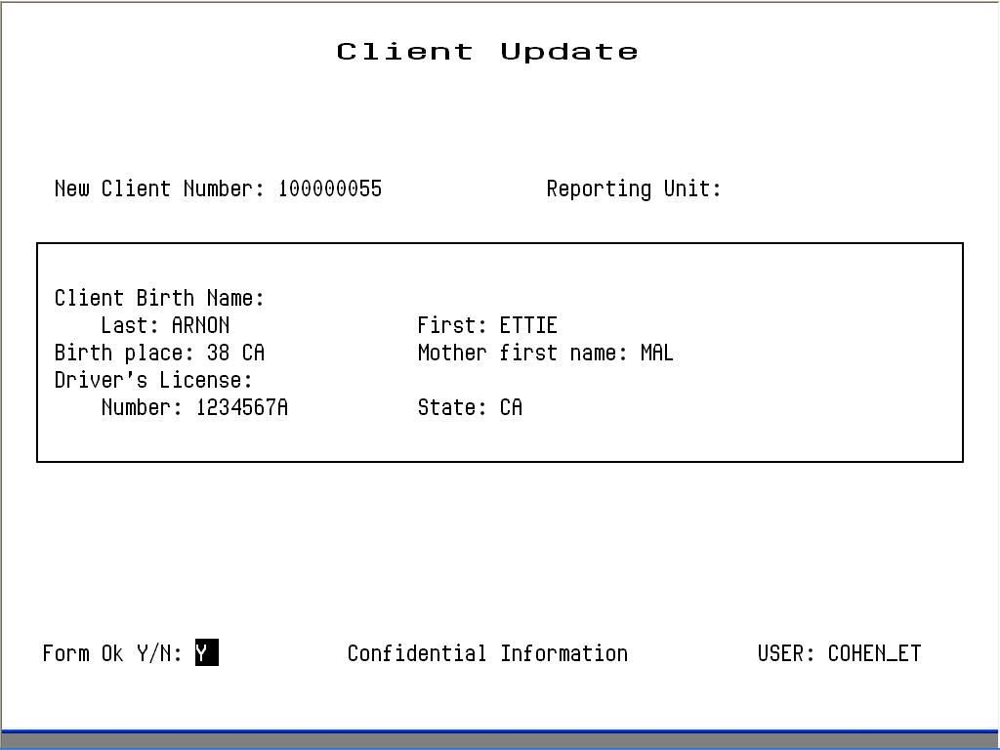 Client Update
New Client Number: 100000055 Reporting Unit:
Client Birth Name:
Last: ARNON First: ETTIE
Birth place: 38 CA Mother first name: MAL
Driver's License:
Number: 1234567A State: CA
Form Ok Y/N: Y Confidential Information USER: COHEN_ET